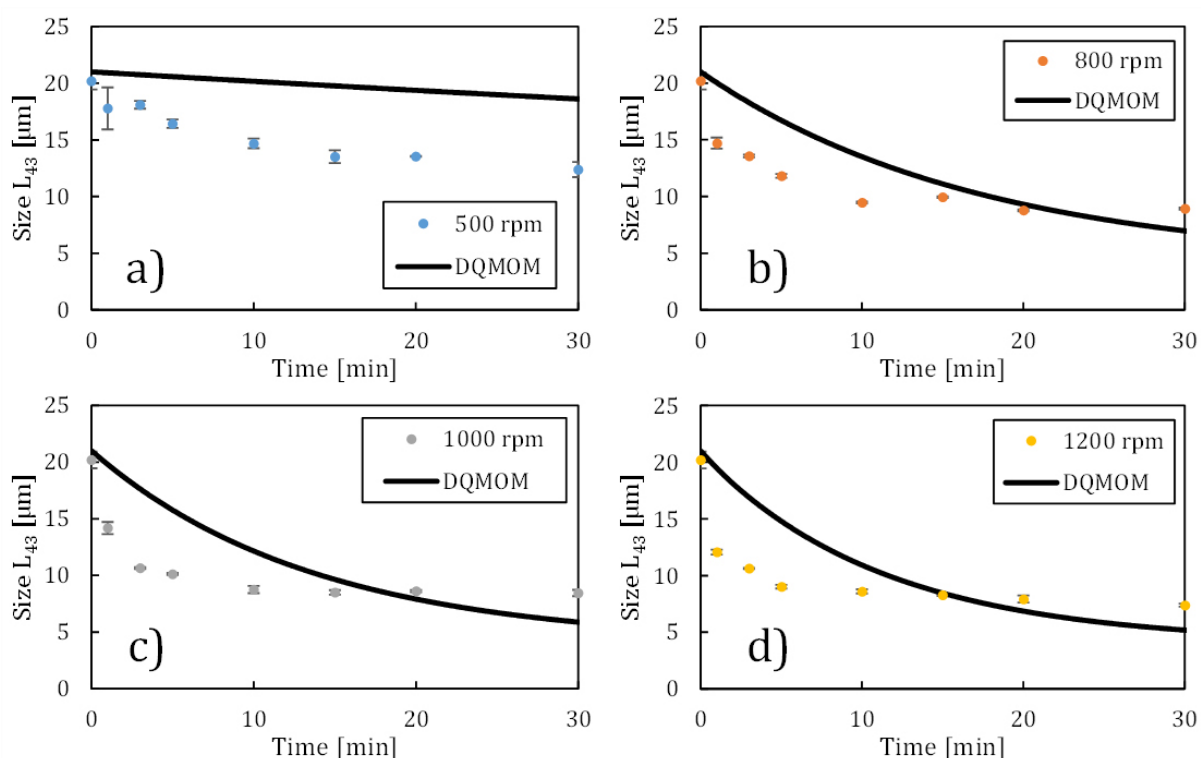 25
20
15
10
5
0
Size L43 [μm]
500 rpm
DQMOM
a)
0 10 20 30
Time [min]
25
20
15
10
5
0
Size L43 [μm]
800 rpm
DQMOM
b)
0 10 20 30
Time [min]
25
20
15
10
5
0
Size L43 [μm]
1000 rpm
DQMOM
c)
0 10 20 30
Time [min]
25
20
15
10
5
0
Size L43 [μm]
1200 rpm
DQMOM
d)
0 10 20 30
Time [min]